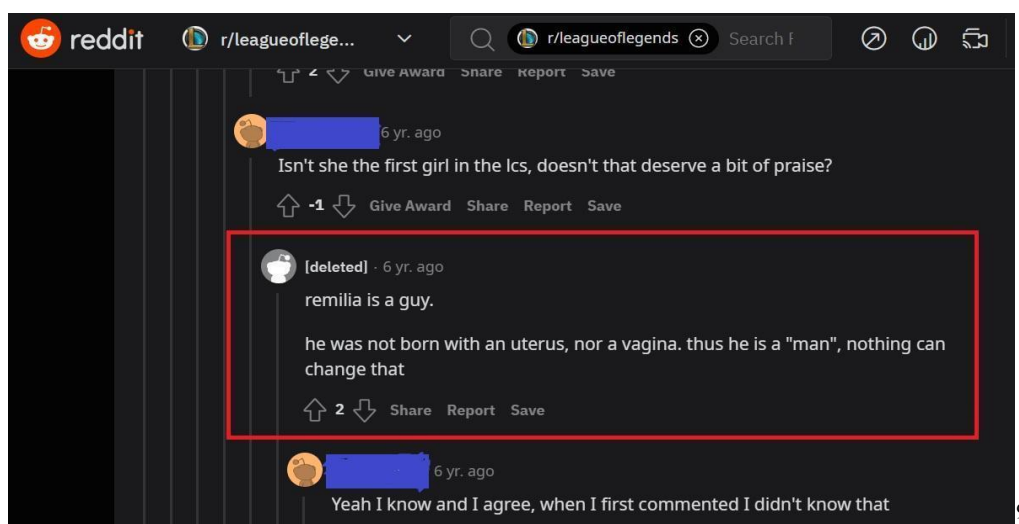 reddit r/leagueoflege... r/leagueoflegends Search F
2 Give Award Share Report Save
6 yr. ago
Isn't she the first girl in the lcs, doesn't that deserve a bit of praise?
-1 Give Award Share Report Save
[deleted] · 6 yr. ago
remilia is a guy.
he was not born with an uterus, nor a vagina. thus he is a "man", nothing can
change that
2 Share Report Save
6 yr. ago
Yeah I know and I agree, when I first commented I didn't know that